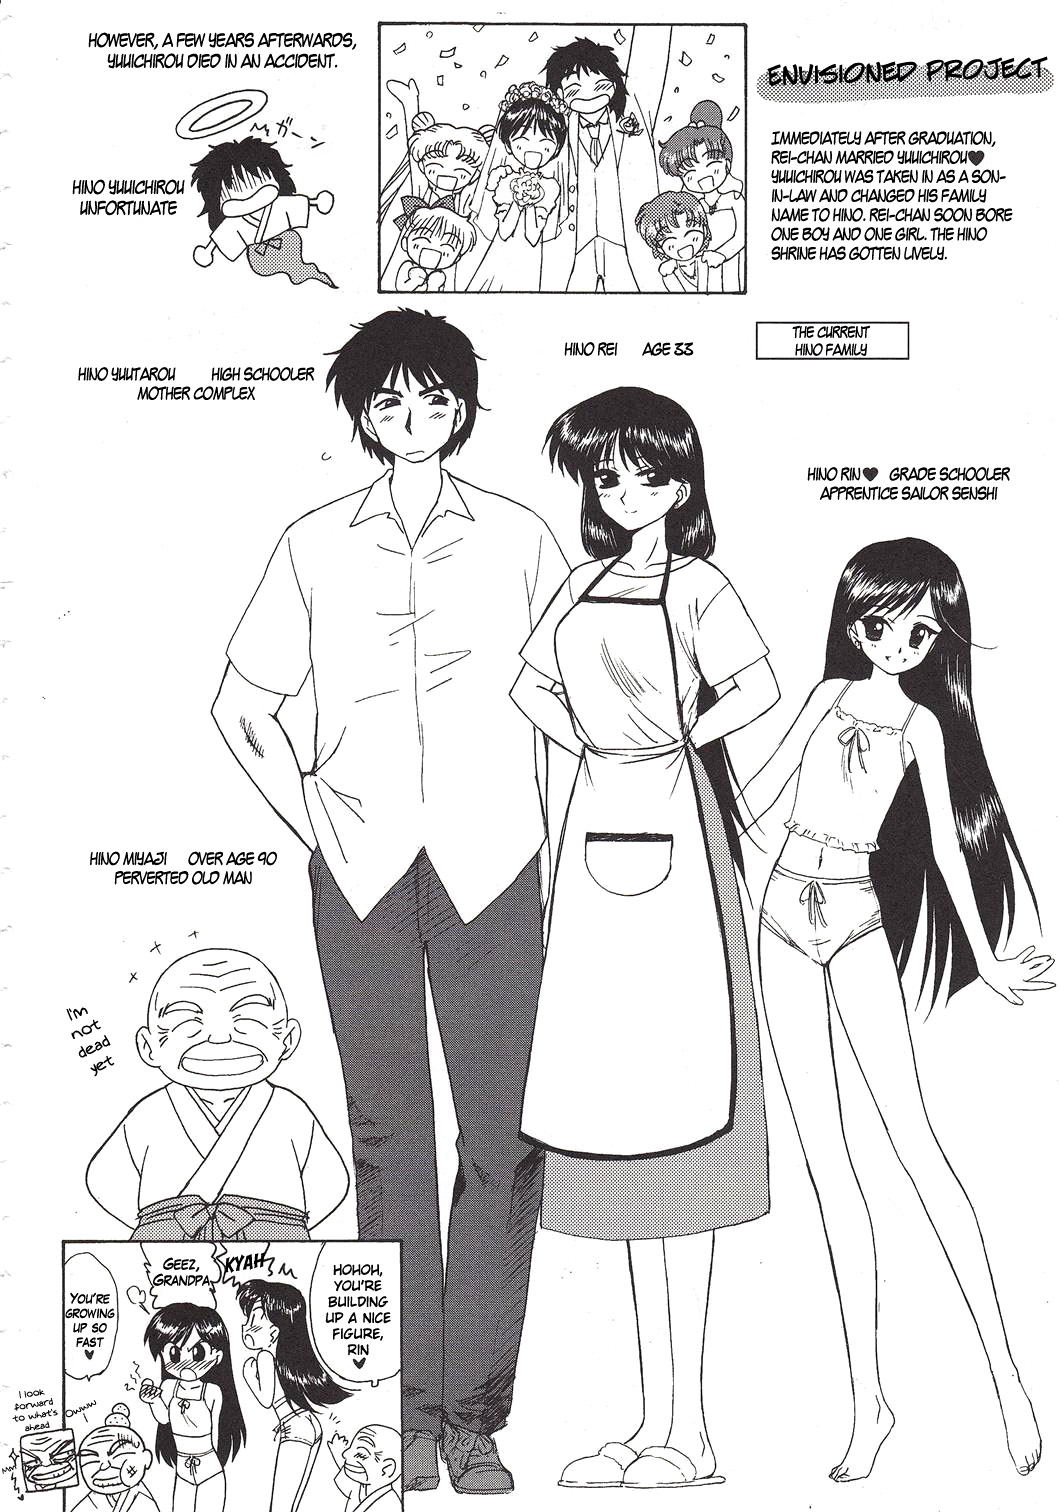 ENVISIONED PROJECT
IMMEDIATELY AFTER GRADUATION,
REI-CHAN MARRIED YUUICHIROU♥
YUUICHIROU WAS TAKEN IN AS A SON-
IN-LAW AND CHANGED HIS FAMILY
NAME TO HINO. REI-CHAN SOON BORE
ONE BOY AND ONE GIRL. THE HINO
SHRINE HAS GOTTEN LIVELY.
HOWEVER, A FEW YEARS AFTERWARDS,
YUUICHIROU DIED IN AN ACCIDENT.
ガーン
HINO YUUICHIROU
UNFORTUNATE
THE CURRENT
HINO FAMILY
HINO REI AGE 33
HINO YUUTAROU HIGH SCHOOLER
MOTHER COMPLEX
HINO RIN♥ GRADE SCHOOLER
APPRENTICE SAILOR SENSHI
HINO MIYAJI OVER AGE 90
PERVERTED OLD MAN
I'm
not
dead
yet
HOHOH,
YOU'RE
BUILDING
UP A NICE
FIGURE,
RIN
♥
KYAH
GEEZ,
GRANDPA
YOU'RE
GROWING
UP SO
FAST
♥
Owww
I look
forward
to what's
ahead